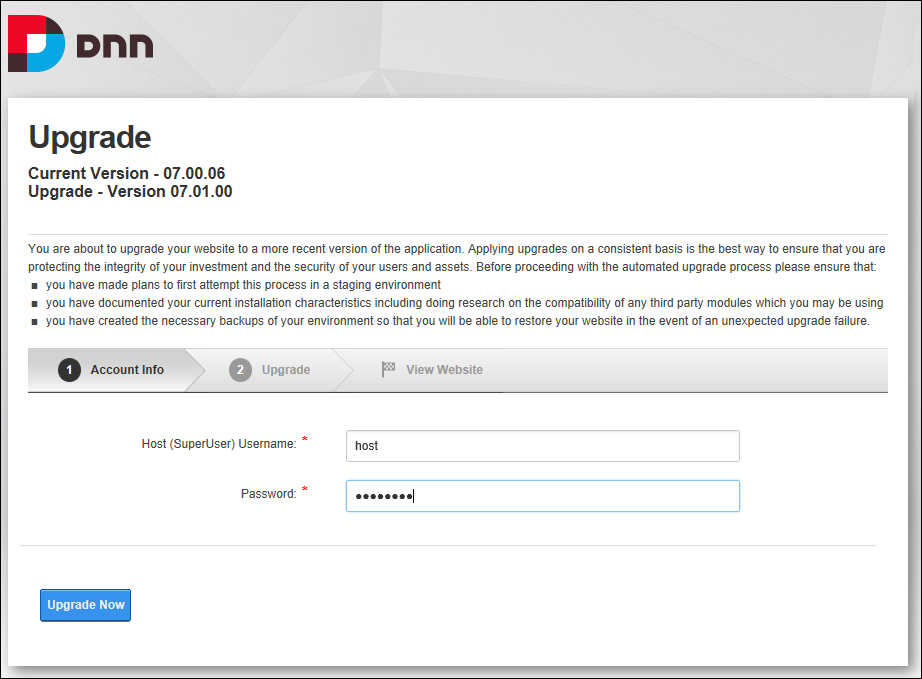 DNN
Upgrade
Current Version - 07.00.06
Upgrade - Version 07.01.00
You are about to upgrade your website to a more recent version of the application. Applying upgrades on a consistent basis is the best way to ensure that you are
protecting the integrity of your investment and the security of your users and assets. Before proceeding with the automated upgrade process please ensure that:
■ you have made plans to first attempt this process in a staging environment
■ you have documented your current installation characteristics including doing research on the compatibility of any third party modules which you may be using
■ you have created the necessary backups of your environment so that you will be able to restore your website in the event of an unexpected upgrade failure.
1 Account Info 2 Upgrade View Website
Host (SuperUser) Username: * host
Password: * ●●●●●●●●
Upgrade Now